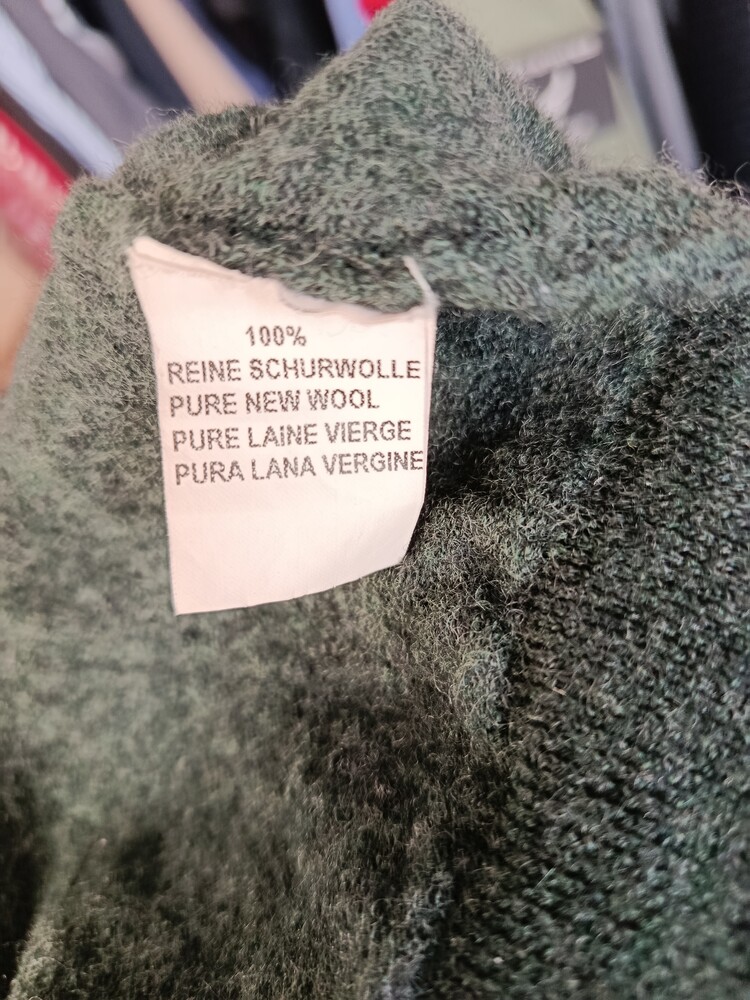 100%
REINE SCHURWOLLE
PURE NEW WOOL
PURE LAINE VIERGE
PURA LANA VERGINE